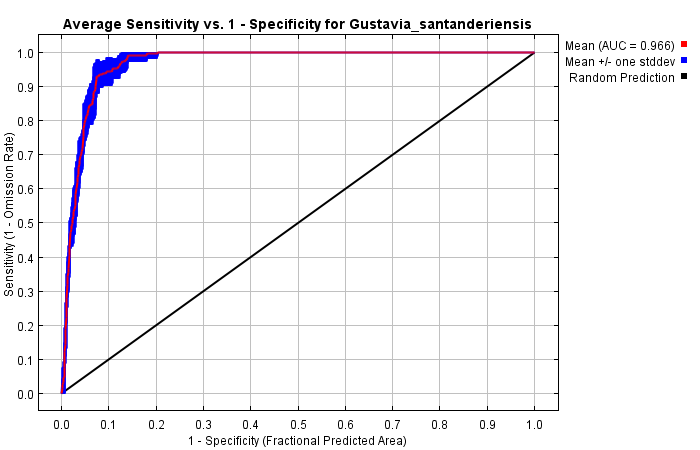 Average Sensitivity vs. 1 - Specificity for Gustavia_santanderiensis
Mean (AUC = 0.966)
Mean +/- one stddev
Random Prediction
Sensitivity (1 - Omission Rate)
1.0
0.9
0.8
0.7
0.6
0.5
0.4
0.3
0.2
0.1
0.0
0.0 0.1 0.2 0.3 0.4 0.5 0.6 0.7 0.8 0.9 1.0
1 - Specificity (Fractional Predicted Area)